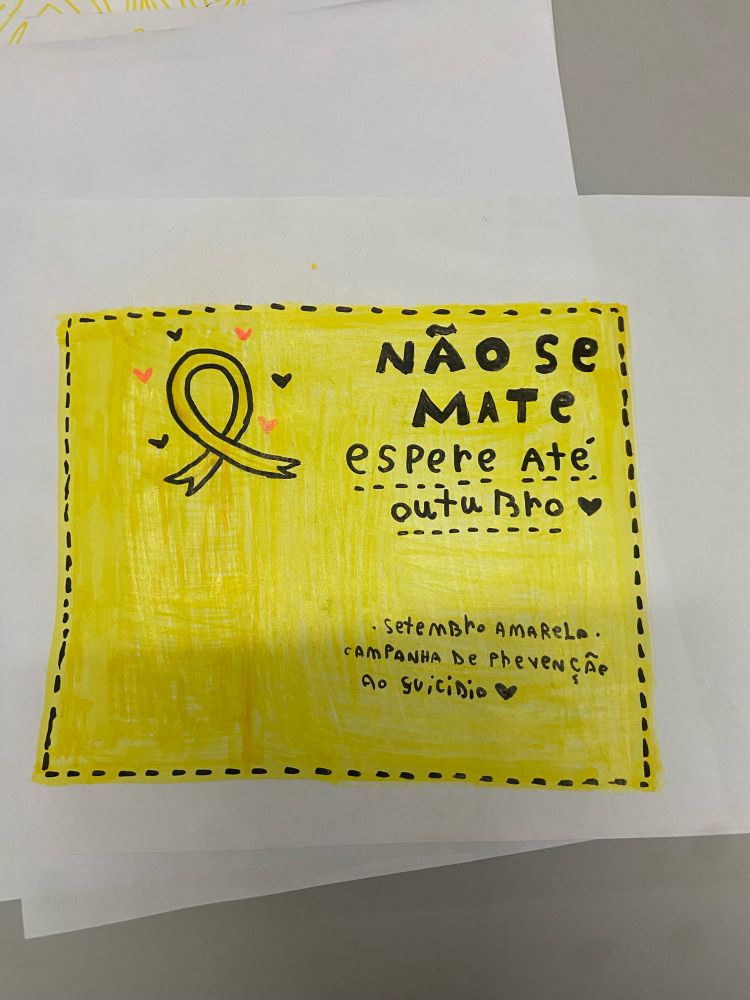 NÃO SE
MATE
espere Até
outuBro ♥
. SeteMBro AMAReLo .
CAMPANHA De PrevenÇão
Ao SuiciDio ♥